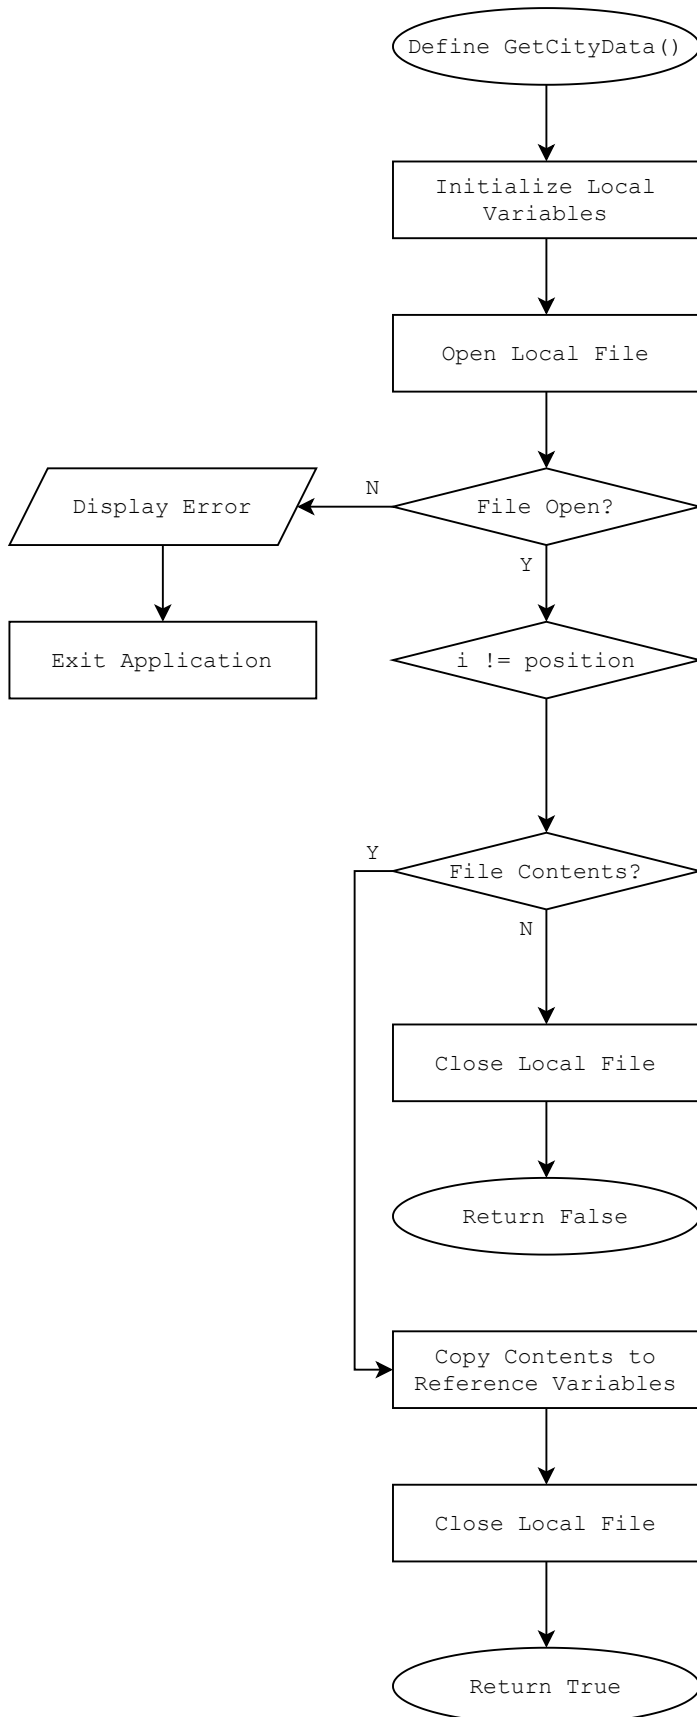 Define GetCityData()
Initialize Local
Variables
Open Local File
N
Display Error
File Open?
Y
Exit Application
i != position
Y
File Contents?
N
Close Local File
Return False
Copy Contents to
Reference Variables
Close Local File
Return True